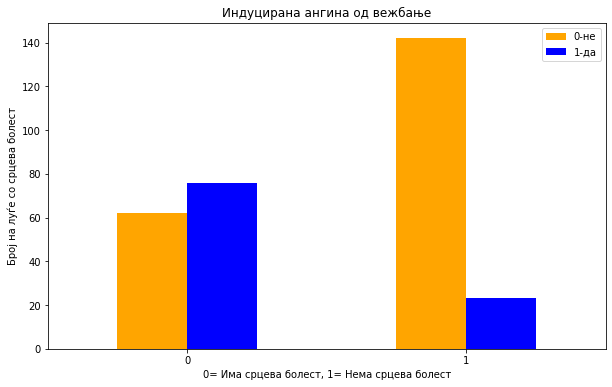 Индуцирана ангина од вежбање
0-не
1-да
Број на луѓе со срцева болест
140
120
100
80
60
40
20
0
0
1
0= Има срцева болест, 1= Нема срцева болест